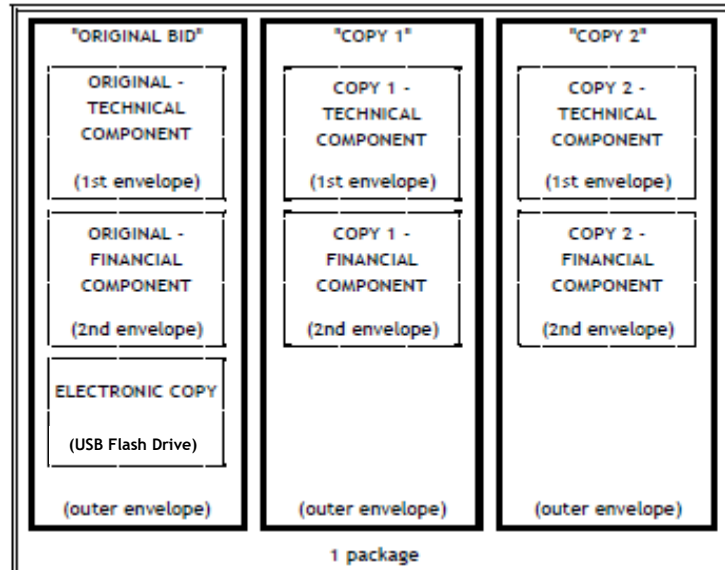 "ORIGINAL BID"
ORIGINAL -
TECHNICAL
COMPONENT
(1st envelope)
ORIGINAL -
FINANCIAL
COMPONENT
(2nd envelope)
ELECTRONIC COPY
(USB Flash Drive)
(outer envelope)
"COPY 1"
COPY 1 -
TECHNICAL
COMPONENT
(1st envelope)
COPY 1 -
FINANCIAL
COMPONENT
(2nd envelope)
(outer envelope)
"COPY 2"
COPY 2 -
TECHNICAL
COMPONENT
(1st envelope)
COPY 2 -
FINANCIAL
COMPONENT
(2nd envelope)
(outer envelope)
1 package